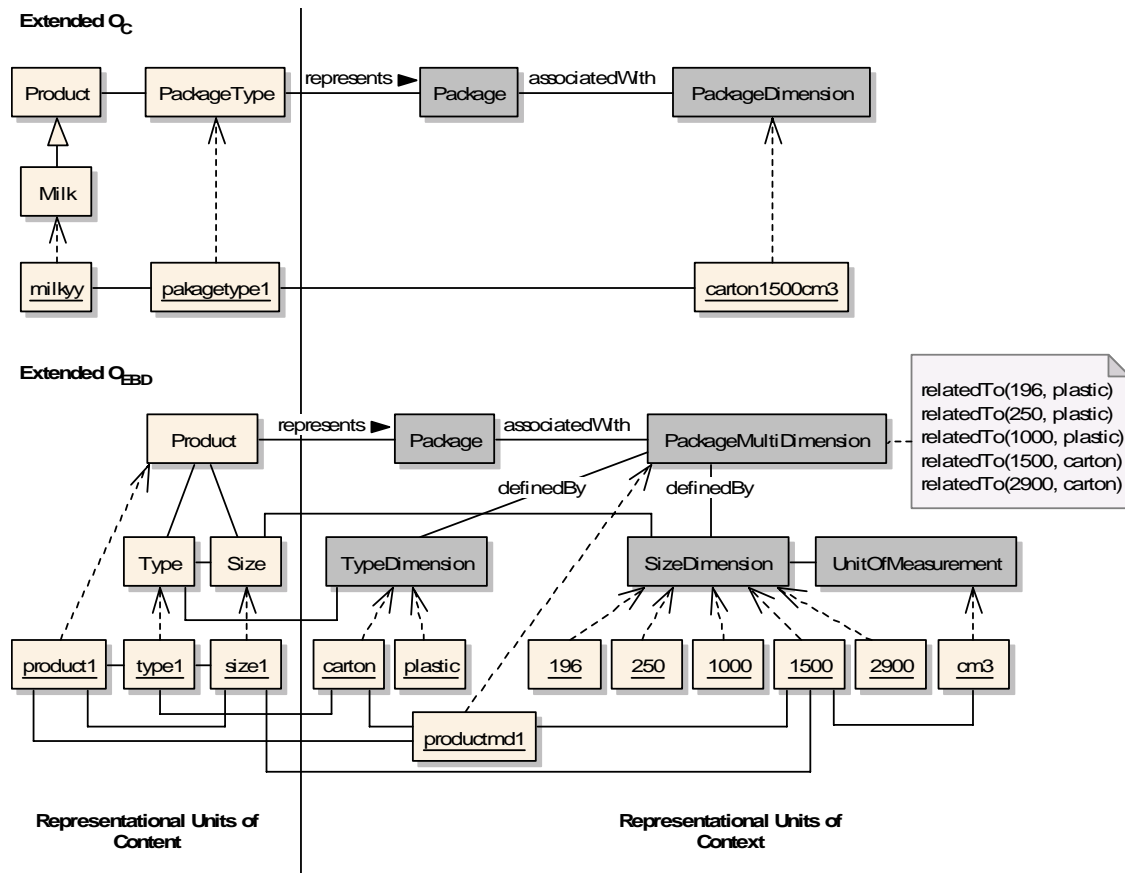 Extended O_C
represents
associatedWith
Product
PackageType
Package
PackageDimension
Milk
milkyy
pakagetype1
carton1500cm3
Extended O_EBD
relatedTo(196, plastic)
relatedTo(250, plastic)
relatedTo(1000, plastic)
relatedTo(1500, carton)
relatedTo(2900, carton)
represents
associatedWith
Product
Package
PackageMultiDimension
definedBy
definedBy
Type
Size
TypeDimension
SizeDimension
UnitOfMeasurement
product1
type1
size1
carton
plastic
196
250
1000
1500
2900
cm3
productmd1
Representational Units of
Content
Representational Units of
Context